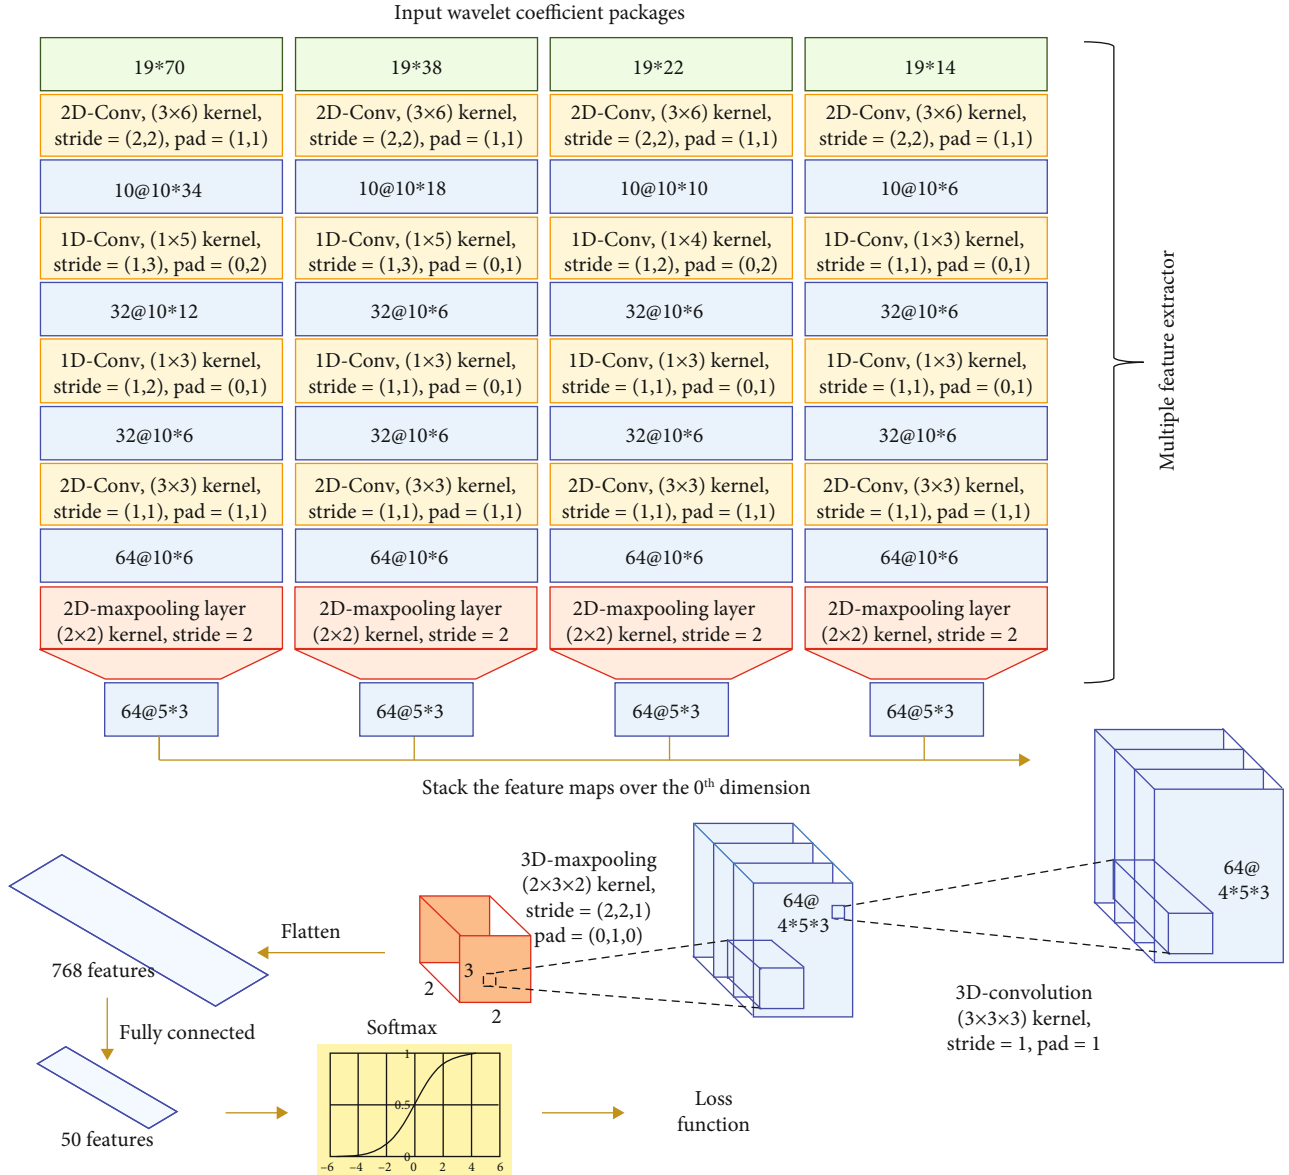 Input wavelet coefficient packages
19*70
19*38
19*22
19*14
2D-Conv, (3×6) kernel,
stride = (2,2), pad = (1,1)
2D-Conv, (3×6) kernel,
stride = (2,2), pad = (1,1)
2D-Conv, (3×6) kernel,
stride = (2,2), pad = (1,1)
2D-Conv, (3×6) kernel,
stride = (2,2), pad = (1,1)
10@10*34
10@10*18
10@10*10
10@10*6
1D-Conv, (1×5) kernel,
stride = (1,3), pad = (0,2)
1D-Conv, (1×5) kernel,
stride = (1,3), pad = (0,1)
1D-Conv, (1×4) kernel,
stride = (1,2), pad = (0,2)
1D-Conv, (1×3) kernel,
stride = (1,1), pad = (0,1)
32@10*12
32@10*6
32@10*6
32@10*6
1D-Conv, (1×3) kernel,
stride = (1,2), pad = (0,1)
1D-Conv, (1×3) kernel,
stride = (1,1), pad = (0,1)
1D-Conv, (1×3) kernel,
stride = (1,1), pad = (0,1)
1D-Conv, (1×3) kernel,
stride = (1,1), pad = (0,1)
32@10*6
32@10*6
32@10*6
32@10*6
2D-Conv, (3×3) kernel,
stride = (1,1), pad = (1,1)
2D-Conv, (3×3) kernel,
stride = (1,1), pad = (1,1)
2D-Conv, (3×3) kernel,
stride = (1,1), pad = (1,1)
2D-Conv, (3×3) kernel,
stride = (1,1), pad = (1,1)
64@10*6
64@10*6
64@10*6
64@10*6
2D-maxpooling layer
(2×2) kernel, stride = 2
2D-maxpooling layer
(2×2) kernel, stride = 2
2D-maxpooling layer
(2×2) kernel, stride = 2
2D-maxpooling layer
(2×2) kernel, stride = 2
64@5*3
64@5*3
64@5*3
64@5*3
Multiple feature extractor
Stack the feature maps over the 0th dimension
64@
4*5*3
3D-convolution
(3×3×3) kernel,
stride = 1, pad = 1
64@
4*5*3
3D-maxpooling
(2×3×2) kernel,
stride = (2,2,1)
pad = (0,1,0)
3
2
2
Flatten
768 features
Fully connected
50 features
Softmax
1
0.5
0
−6 −4 −2 0 2 4 6
Loss
function